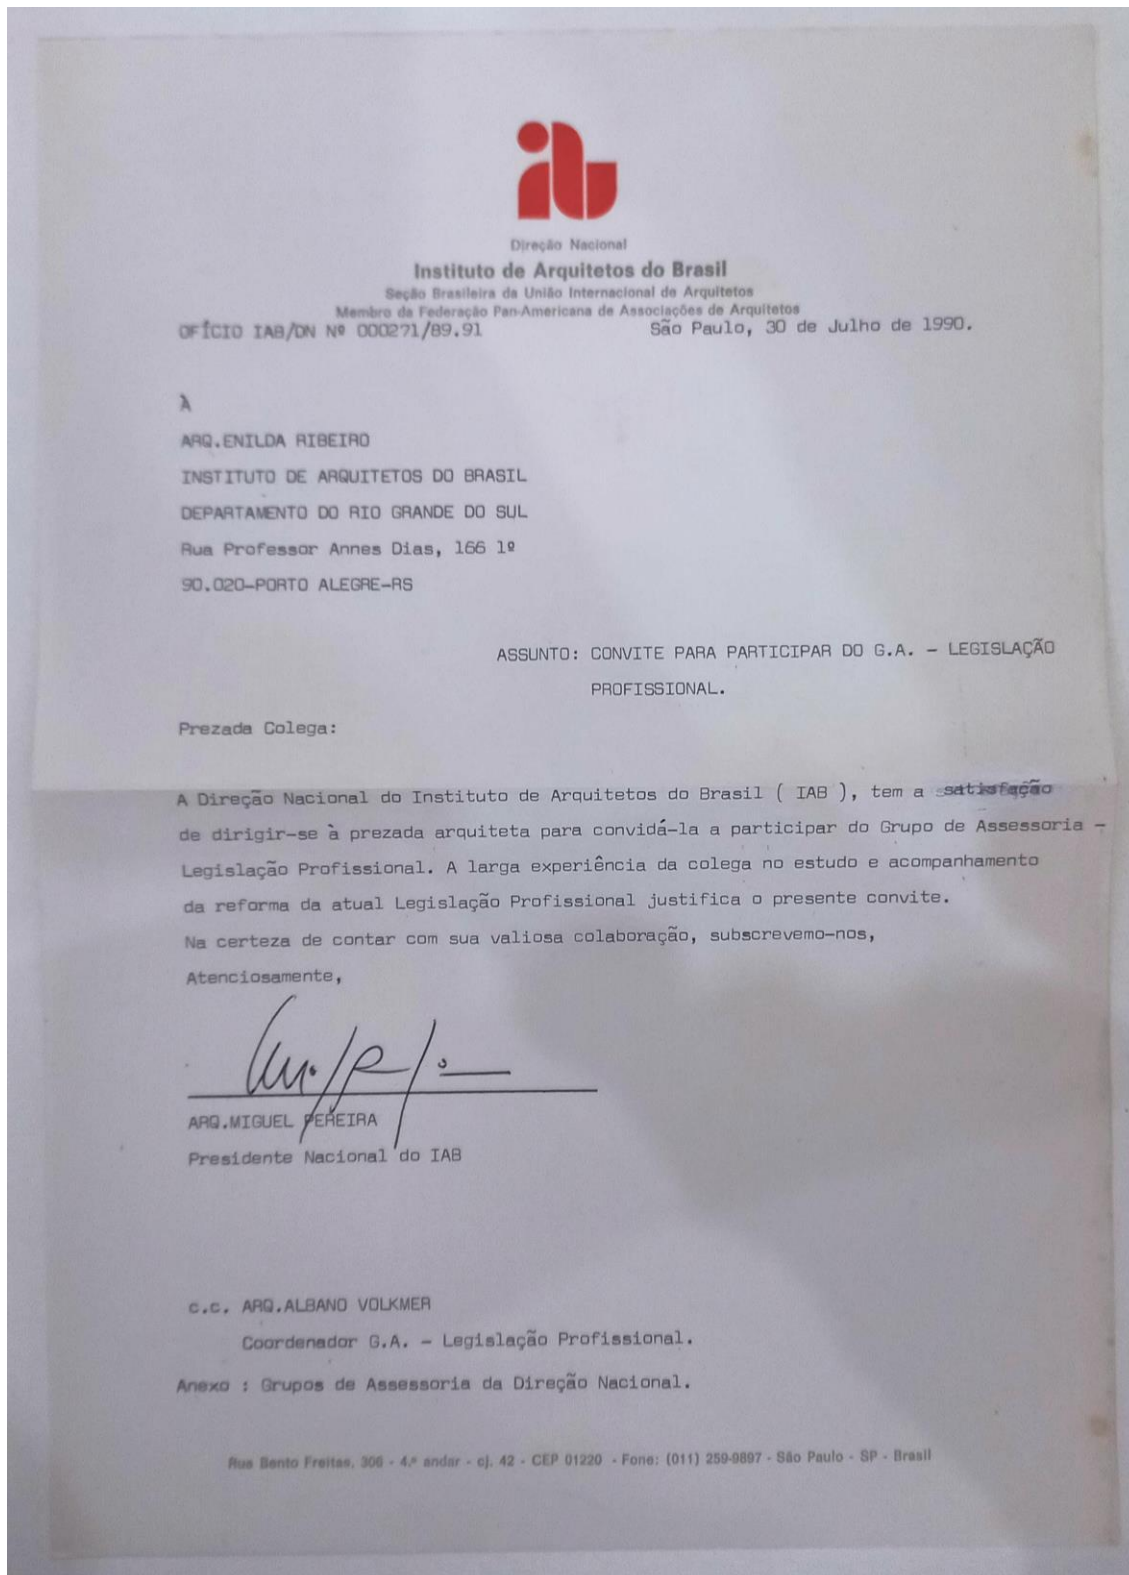 iab
Direção Nacional
Instituto de Arquitetos do Brasil
Seção Brasileira da União Internacional de Arquitetos
Membro da Federação Pan-Americana de Associações de Arquitetos
OFÍCIO IAB/DN Nº 000271/89.91 São Paulo, 30 de Julho de 1990.
À
ARQ.ENILDA RIBEIRO
INSTITUTO DE ARQUITETOS DO BRASIL
DEPARTAMENTO DO RIO GRANDE DO SUL
Rua Professor Annes Dias, 166 1º
90.020-PORTO ALEGRE-RS
ASSUNTO: CONVITE PARA PARTICIPAR DO G.A. - LEGISLAÇÃO
PROFISSIONAL.
Prezada Colega:
A Direção Nacional do Instituto de Arquitetos do Brasil ( IAB ), tem a satisfação
de dirigir-se à prezada arquiteta para convidá-la a participar do Grupo de Assessoria -
Legislação Profissional. A larga experiência da colega no estudo e acompanhamento
da reforma da atual Legislação Profissional justifica o presente convite.
Na certeza de contar com sua valiosa colaboração, subscrevemo-nos,
Atenciosamente,
ARQ.MIGUEL PEREIRA
Presidente Nacional do IAB
c.c. ARQ.ALBANO VOLKMER
Coordenador G.A. - Legislação Profissional.
Anexo : Grupos de Assessoria da Direção Nacional.
Rua Bento Freitas, 306 - 4.º andar - cj. 42 - CEP 01220 - Fone: (011) 259-9897 - São Paulo - SP - Brasil